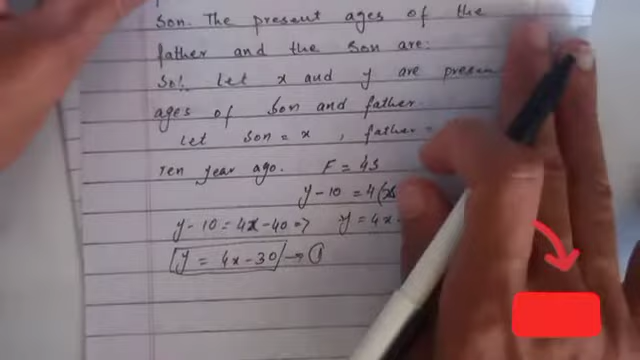 Son. The present ages of the
father and the son are:
Sol. Let x and y are presen
ages of Son and father.
Let Son = x , father =
Ten year ago. F = 4S
y - 10 = 4(x
y - 10 = 4x - 40 => y = 4x -
y = 4x - 30 → ①